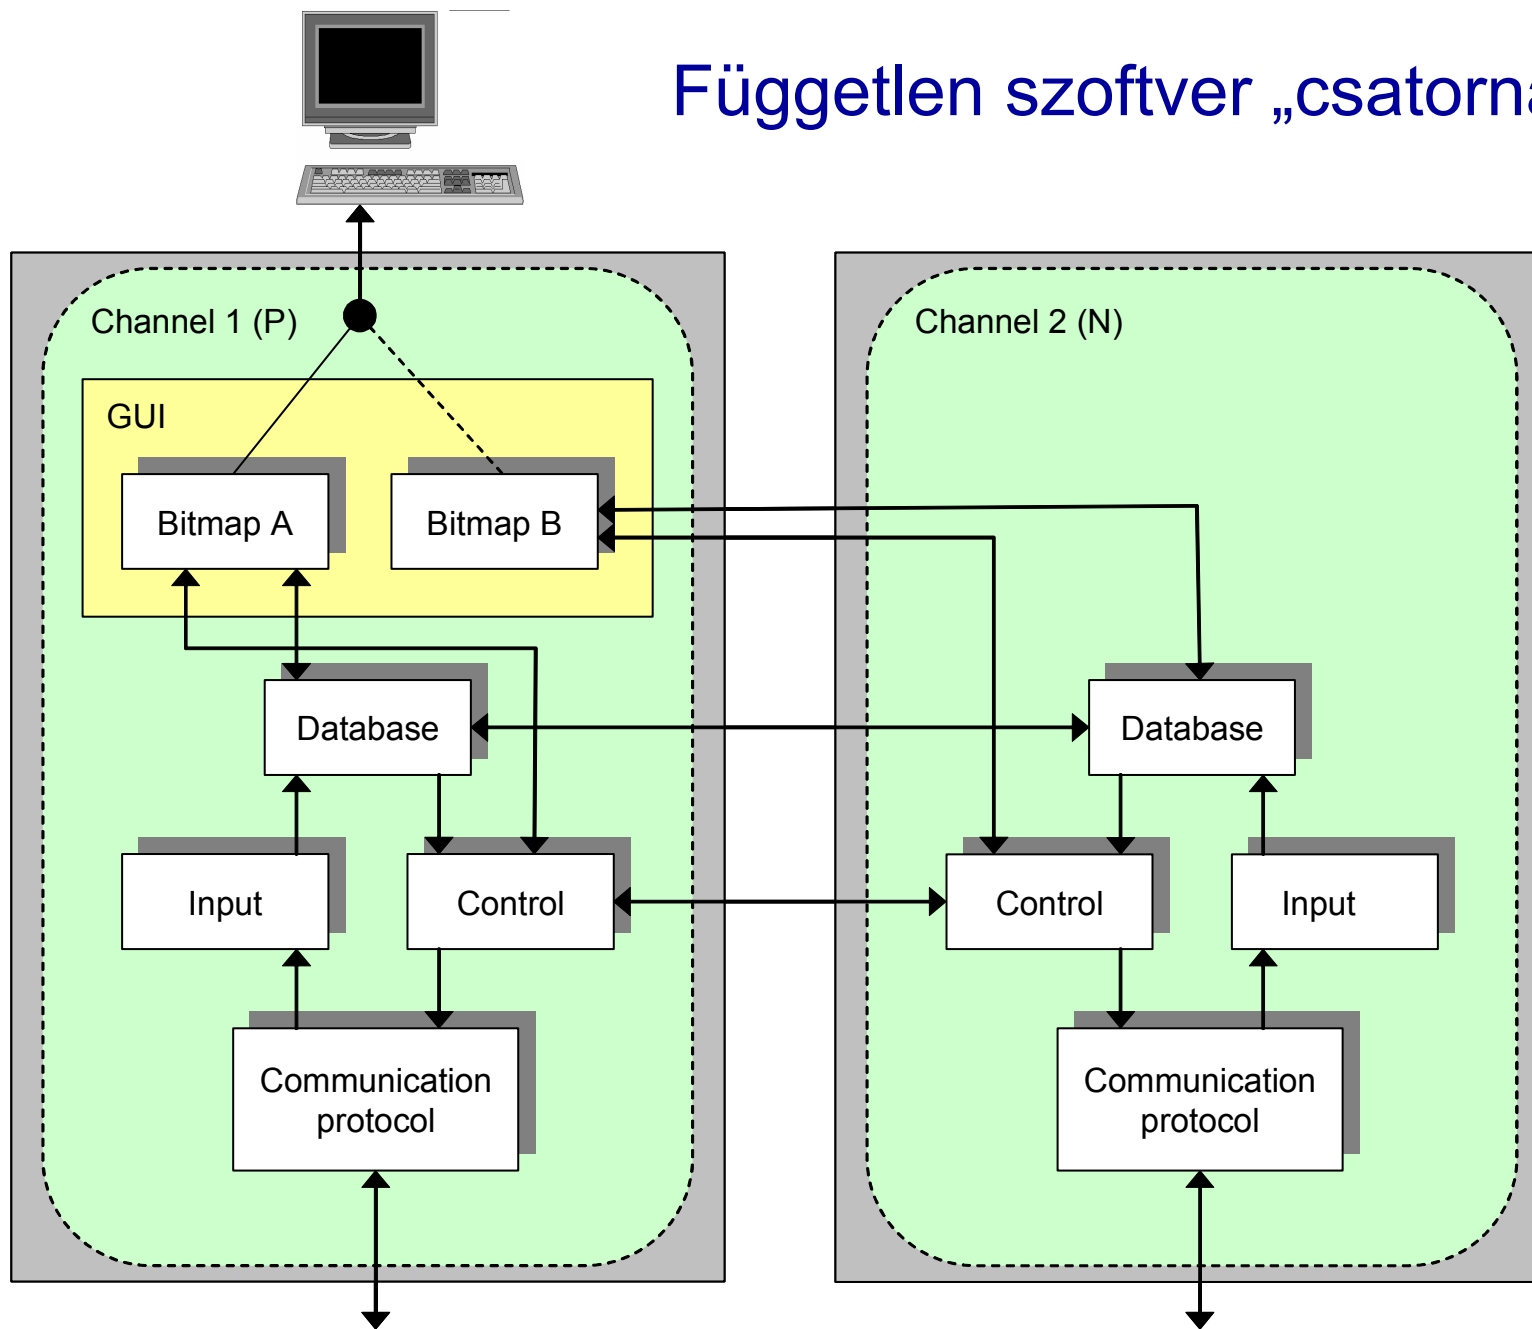 Független szoftver „csatorna
Channel 1 (P)
Channel 2 (N)
GUI
Bitmap A
Bitmap B
Database
Database
Input
Control
Control
Input
Communication
protocol
Communication
protocol